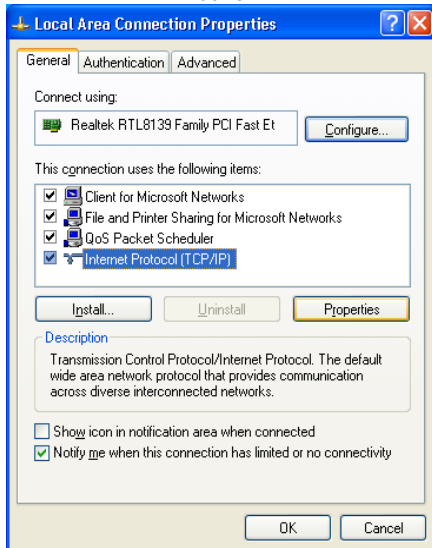 Local Area Connection Properties
General Authentication Advanced
Connect using:
Realtek RTL8139 Family PCI Fast Et Configure...
This connection uses the following items:
Client for Microsoft Networks
File and Printer Sharing for Microsoft Networks
QoS Packet Scheduler
Internet Protocol (TCP/IP)
Install... Uninstall Properties
Description
Transmission Control Protocol/Internet Protocol. The default
wide area network protocol that provides communication
across diverse interconnected networks.
Show icon in notification area when connected
Notify me when this connection has limited or no connectivity
OK Cancel